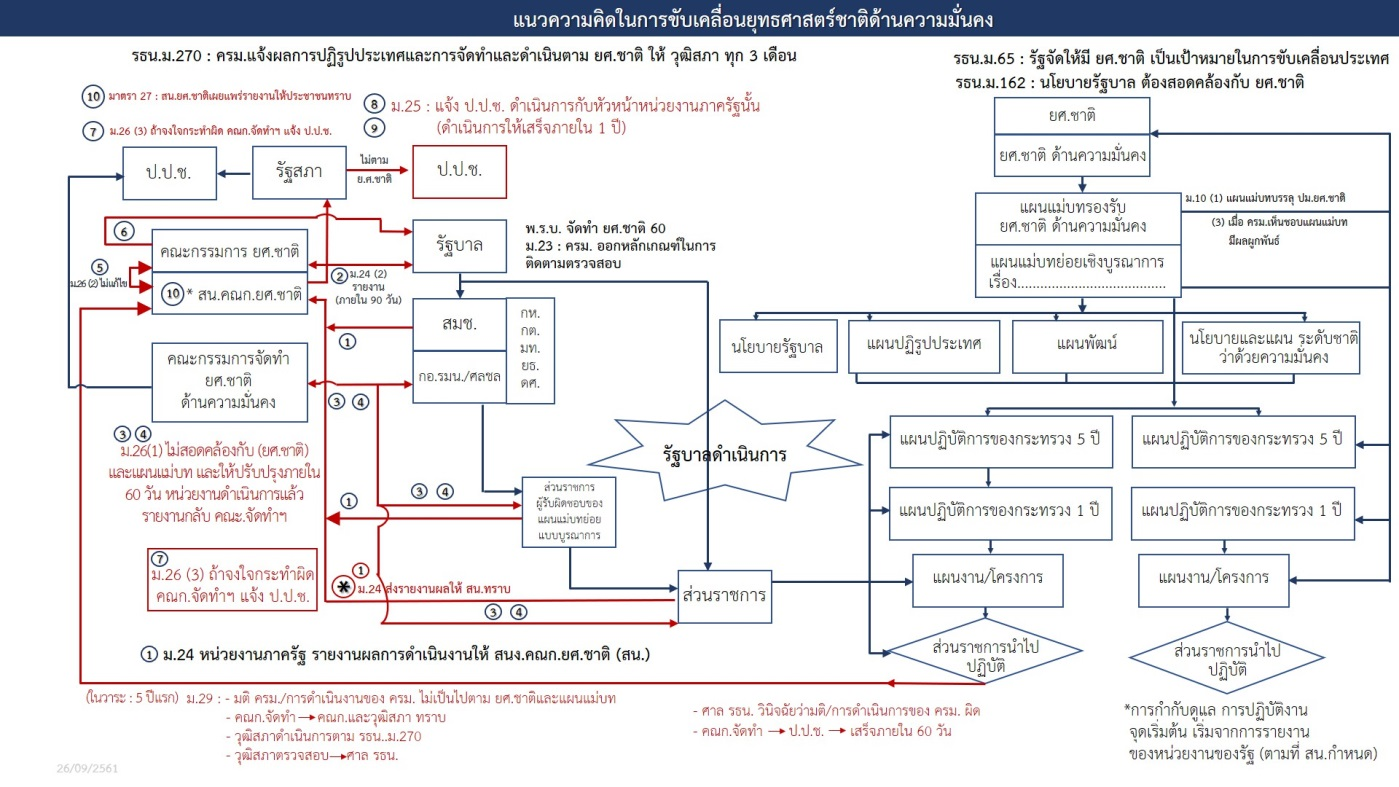 แนวความคิดในการขับเคลื่อนยุทธศาสตร์ชาติด้านความมั่นคง
รธน.ม.270 : ครม.แจ้งผลการปฏิรูปประเทศและการจัดทำและดำเนินตาม ยศ.ชาติ ให้ วุฒิสภา ทุก 3 เดือน
รธน.ม.65 : รัฐจัดให้มี ยศ.ชาติ เป็นเป้าหมายในการขับเคลื่อนประเทศ
รธน.ม.162 : นโยบายรัฐบาล ต้องสอดคล้องกับ ยศ.ชาติ
10 มาตรา 27 : สน.ยศ.ชาติเผยแพร่รายงานให้ประชาชนทราบ
8 ม.25 : แจ้ง ป.ป.ช. ดำเนินการกับหัวหน้าหน่วยงานภาครัฐนั้น
9 (ดำเนินการให้เสร็จภายใน 1 ปี)
7 ม.26 (3) ถ้าจงใจกระทำผิด คณก.จัดทำฯ แจ้ง ป.ป.ช.
ป.ป.ช.
รัฐสภา
ไม่ตาม
ย.ศ.ชาติ
ป.ป.ช.
6
คณะกรรมการ ยศ.ชาติ
5
ม.26 (2) ไม่แก้ไข
10 * สน.คณก.ยศ.ชาติ
รัฐบาล
2 ม.24 (2)
รายงาน
(ภายใน 90 วัน)
พ.ร.บ. จัดทำ ยศ.ชาติ 60
ม.23 : ครม. ออกหลักเกณฑ์ในการ
ติดตามตรวจสอบ
สมช.
กอ.รมน./ศลชล
กห.
กต.
มท.
ยธ.
ดศ.
1
คณะกรรมการจัดทำ
ยศ.ชาติ
ด้านความมั่นคง
3 4
3 4
ม.26(1) ไม่สอดคล้องกับ (ยศ.ชาติ)
และแผนแม่บท และให้ปรับปรุงภายใน
60 วัน หน่วยงานดำเนินการแล้ว
รายงานกลับ คณะ.จัดทำฯ
3 4
1
ส่วนราชการ
ผู้รับผิดชอบของ
แผนแม่บทย่อย
แบบบูรณาการ
รัฐบาลดำเนินการ
7
ม.26 (3) ถ้าจงใจกระทำผิด
คณก.จัดทำฯ แจ้ง ป.ป.ช.
1
* ม.24 ส่งรายงานผลให้ สน.ทราบ
3 4
ส่วนราชการ
1 ม.24 หน่วยงานภาครัฐ รายงานผลการดำเนินงานให้ สนง.คณก.ยศ.ชาติ (สน.)
ยศ.ชาติ
ยศ.ชาติ ด้านความมั่นคง
แผนแม่บทรองรับ
ยศ.ชาติ ด้านความมั่นคง
แผนแม่บทย่อยเชิงบูรณาการ
เรื่อง......................................
ม.10 (1) แผนแม่บทบรรลุ ปม.ยศ.ชาติ
(3) เมื่อ ครม.เห็นชอบแผนแม่บท
มีผลผูกพันธ์
นโยบายรัฐบาล
แผนปฏิรูปประเทศ
แผนพัฒน์
นโยบายและแผน ระดับชาติ
ว่าด้วยความมั่นคง
แผนปฏิบัติการของกระทรวง 5 ปี
แผนปฏิบัติการของกระทรวง 5 ปี
แผนปฏิบัติการของกระทรวง 1 ปี
แผนปฏิบัติการของกระทรวง 1 ปี
แผนงาน/โครงการ
แผนงาน/โครงการ
ส่วนราชการนำไป
ปฏิบัติ
ส่วนราชการนำไป
ปฏิบัติ
(ในวาระ : 5 ปีแรก) ม.29 : - มติ ครม./การดำเนินงานของ ครม. ไม่เป็นไปตาม ยศ.ชาติและแผนแม่บท
- คณก.จัดทำ → คณก.และวุฒิสภา ทราบ
- วุฒิสภาดำเนินการตาม รธน..ม.270
- วุฒิสภาตรวจสอบ→ศาล รธน.
- ศาล รธน. วินิจฉัยว่ามติ/การดำเนินการของ ครม. ผิด
- คณก.จัดทำ → ป.ป.ช. → เสร็จภายใน 60 วัน
*การกำกับดูแล การปฏิบัติงาน
จุดเริ่มต้น เริ่มจากการรายงาน
ของหน่วยงานของรัฐ (ตามที่ สน.กำหนด)
26/09/2561